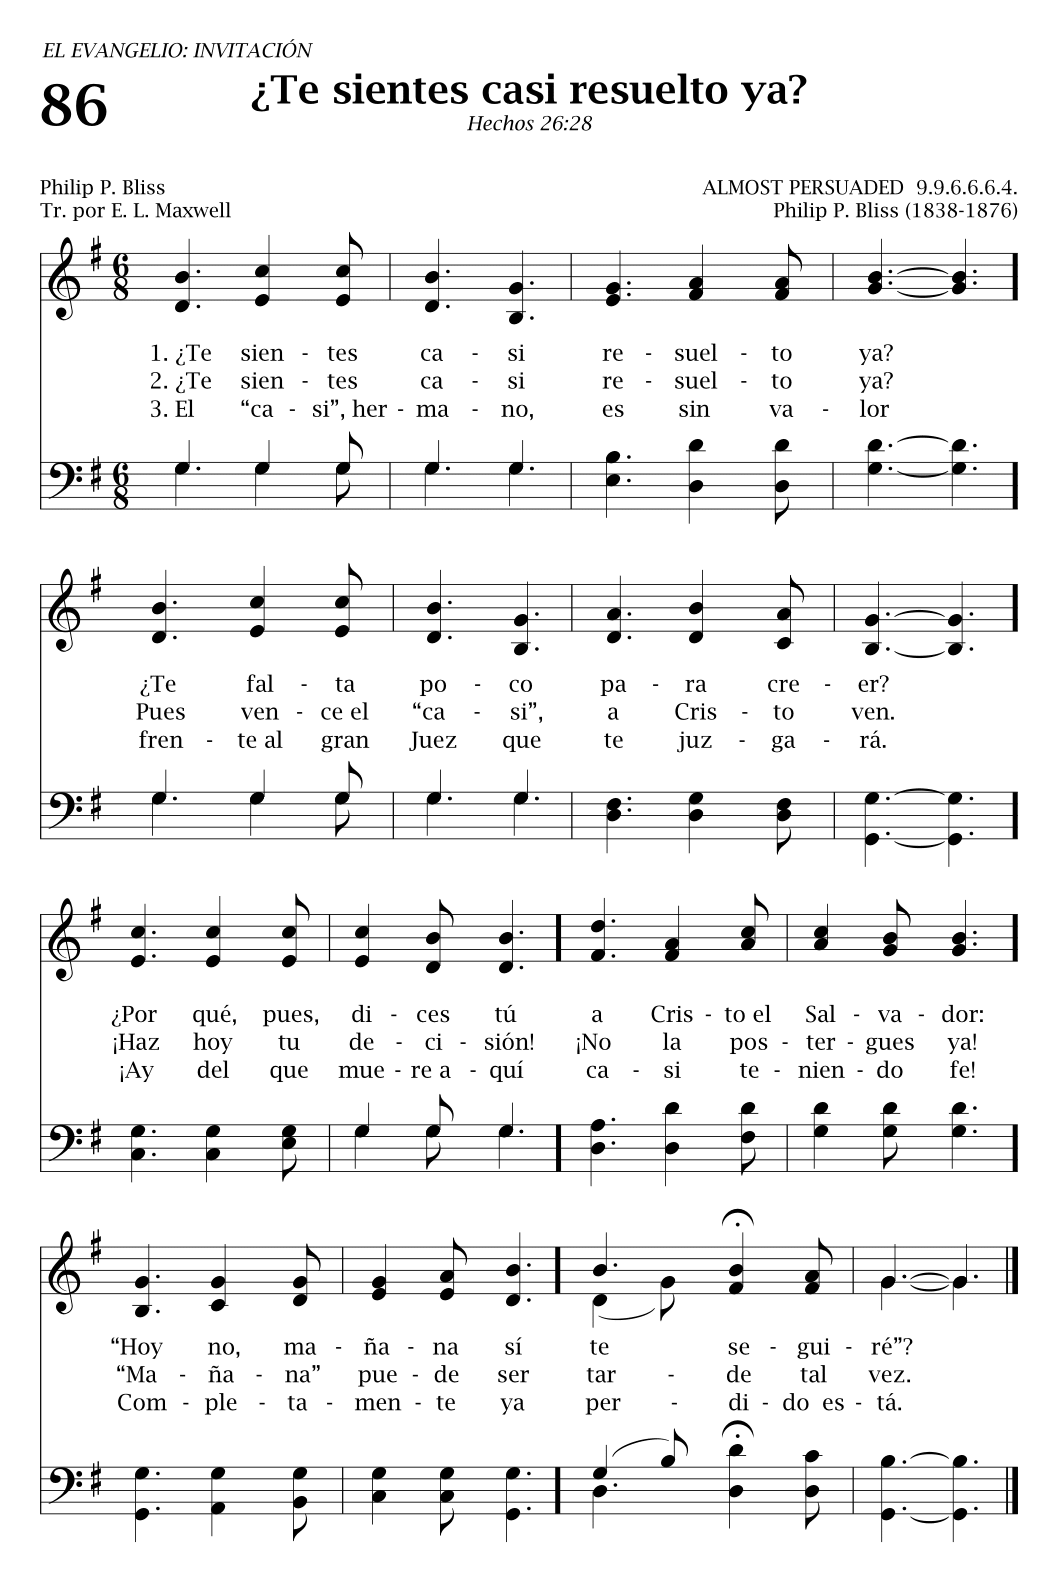 EL EVANGELIO: INVITACIÓN
86
¿Te sientes casi resuelto ya?
Hechos 26:28
Philip P. Bliss
ALMOST PERSUADED 9.9.6.6.6.4.
Tr. por E. L. Maxwell
Philip P. Bliss (1838-1876)
6 8
1. ¿Te sien - tes ca - si re - suel - to ya?
2. ¿Te sien - tes ca - si re - suel - to ya?
3. El “ca - si”, her - ma - no, es sin va - lor
6 8
¿Te fal - ta po - co pa - ra cre - er?
Pues ven - ce el “ca - si”, a Cris - to ven.
fren - te al gran Juez que te juz - ga - rá.
¿Por qué, pues, di - ces tú a Cris - to el Sal - va - dor:
¡Haz hoy tu de - ci - sión! ¡No la pos - ter - gues ya!
¡Ay del que mue - re a - quí ca - si te - nien - do fe!
“Hoy no, ma - ña - na sí te se - gui - ré”?
“Ma - ña - na” pue - de ser tar - de tal vez.
Com - ple - ta - men - te ya per - di - do es - tá.